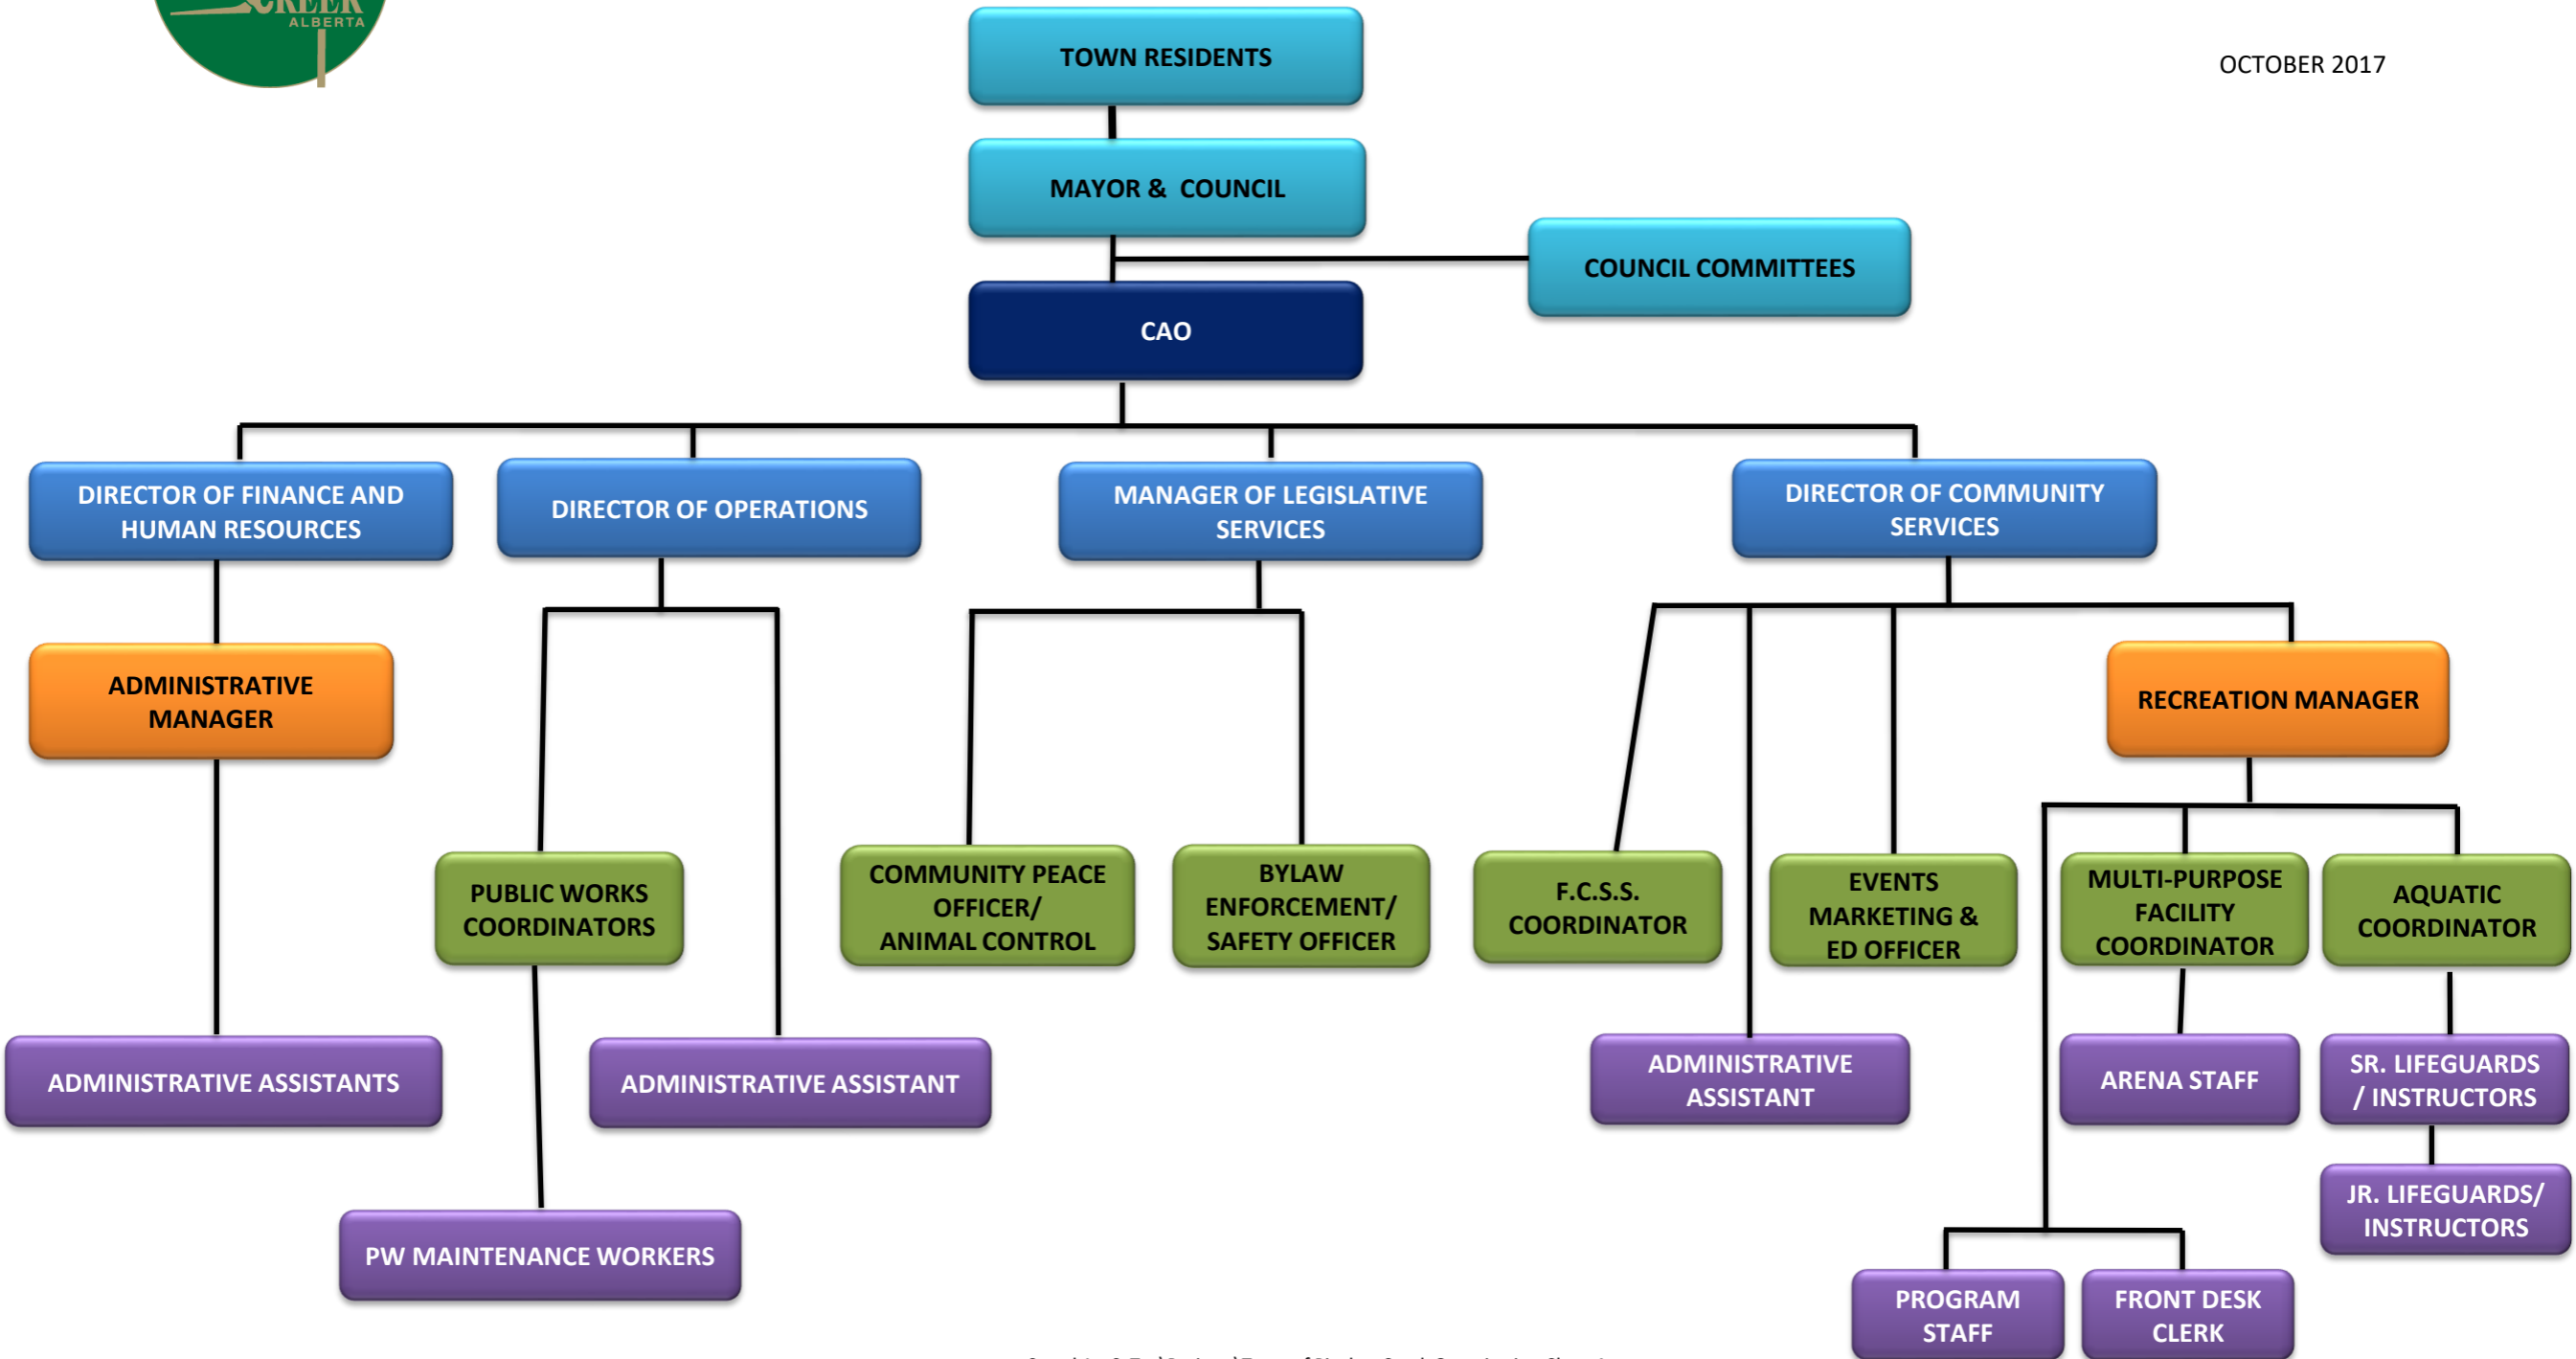 CREEK
ALBERTA
OCTOBER 2017
TOWN RESIDENTS
MAYOR & COUNCIL
COUNCIL COMMITTEES
CAO
DIRECTOR OF FINANCE AND
HUMAN RESOURCES
DIRECTOR OF OPERATIONS
MANAGER OF LEGISLATIVE
SERVICES
DIRECTOR OF COMMUNITY
SERVICES
ADMINISTRATIVE
MANAGER
RECREATION MANAGER
PUBLIC WORKS
COORDINATORS
COMMUNITY PEACE
OFFICER/
ANIMAL CONTROL
BYLAW
ENFORCEMENT/
SAFETY OFFICER
F.C.S.S.
COORDINATOR
EVENTS
MARKETING &
ED OFFICER
MULTI-PURPOSE
FACILITY
COORDINATOR
AQUATIC
COORDINATOR
ADMINISTRATIVE ASSISTANTS
ADMINISTRATIVE ASSISTANT
ADMINISTRATIVE
ASSISTANT
ARENA STAFF
SR. LIFEGUARDS
/ INSTRUCTORS
JR. LIFEGUARDS/
INSTRUCTORS
PW MAINTENANCE WORKERS
PROGRAM
STAFF
FRONT DESK
CLERK